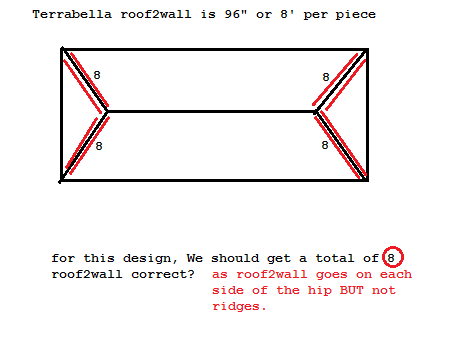 Terrabella roof2wall is 96" or 8' per piece
8 8
8 8
for this design, We should get a total of 8
roof2wall correct? as roof2wall goes on each
side of the hip BUT not
ridges.